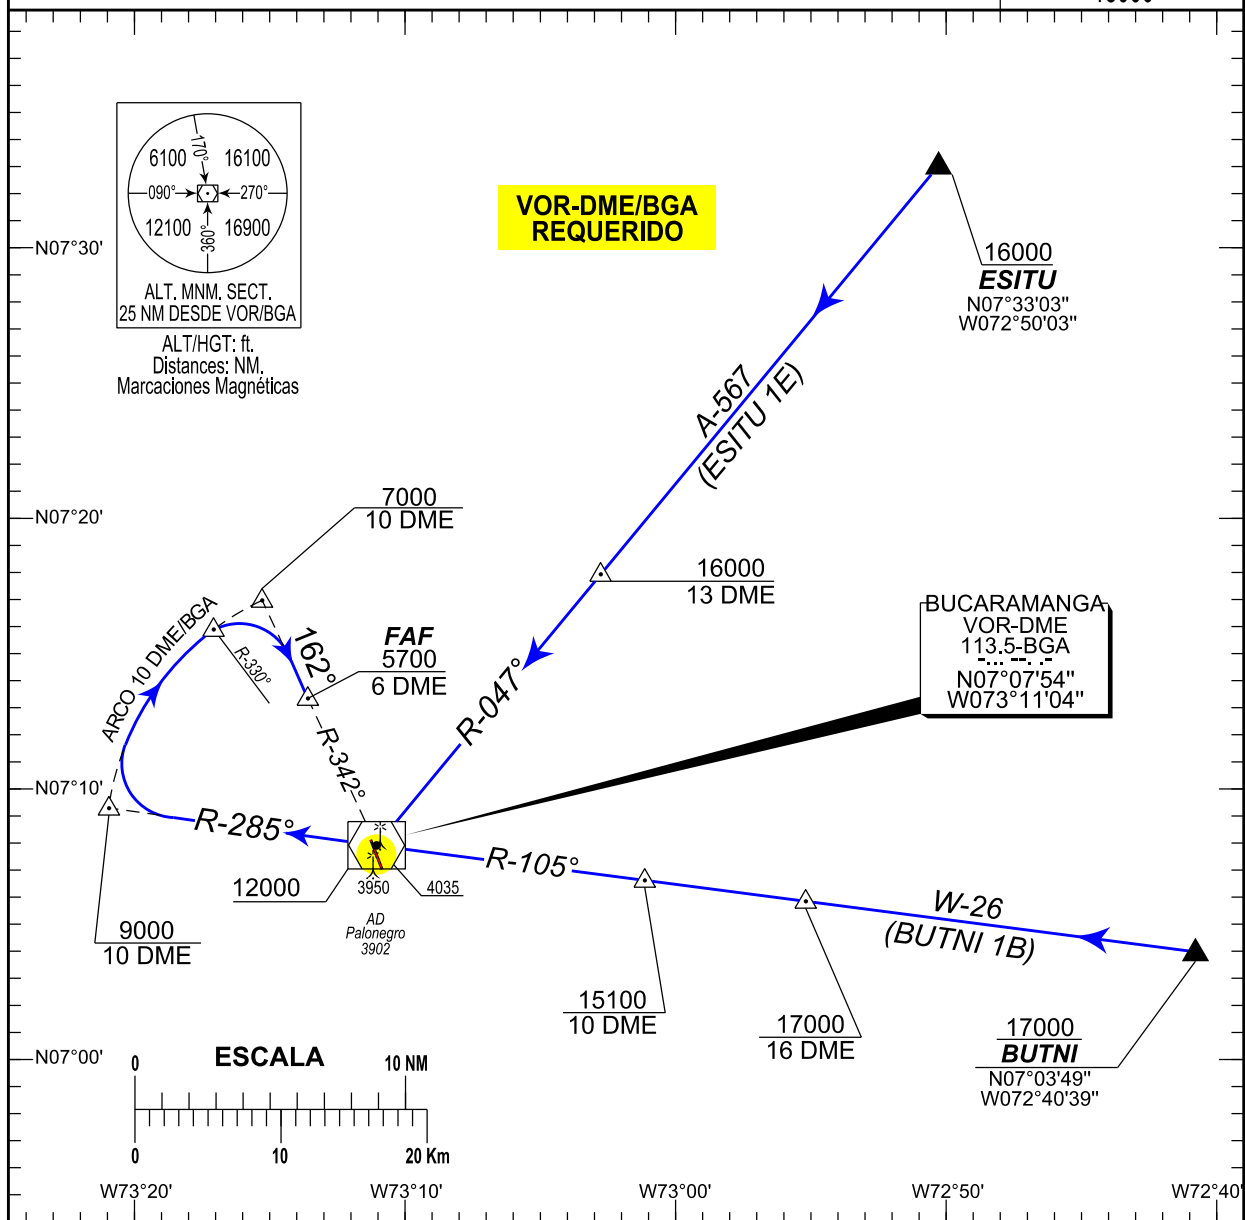 6100
16100
170°
090°
270°
12100
16900
360°
ALT. MNM. SECT.
25 NM DESDE VOR/BGA
ALT/HGT: ft.
Distances: NM.
Marcaciones Magnéticas
VOR-DME/BGA
REQUERIDO
16000
ESITU
N07°33'03"
W072°50'03"
A-567
(ESITU 1E)
7000
10 DME
16000
13 DME
ARCO 10 DME/BGA
R-330°
162°
FAF
5700
6 DME
R-047°
R-342°
BUCARAMANGA
VOR-DME
113.5-BGA
N07°07'54"
W073°11'04"
R-285°
R-105°
12000
3950
4035
AD
Palonegro
3902
9000
10 DME
W-26
(BUTNI 1B)
15100
10 DME
17000
16 DME
17000
BUTNI
N07°03'49"
W072°40'39"
N07°30'
N07°20'
N07°10'
N07°00'
ESCALA
0
10 NM
0
10
20 Km
W73°20'
W73°10'
W73°00'
W72°50'
W72°40'